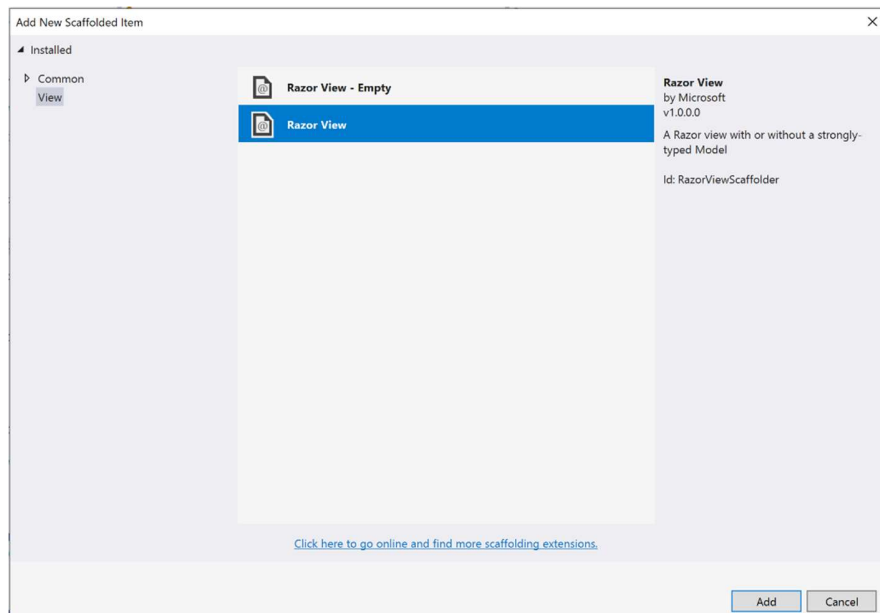 Add New Scaffolded Item
Installed
Common
View
Razor View - Empty
Razor View
Razor View
by Microsoft
v1.0.0.0
A Razor view with or without a strongly-
typed Model
Id: RazorViewScaffolder
Click here to go online and find more scaffolding extensions.
Add
Cancel